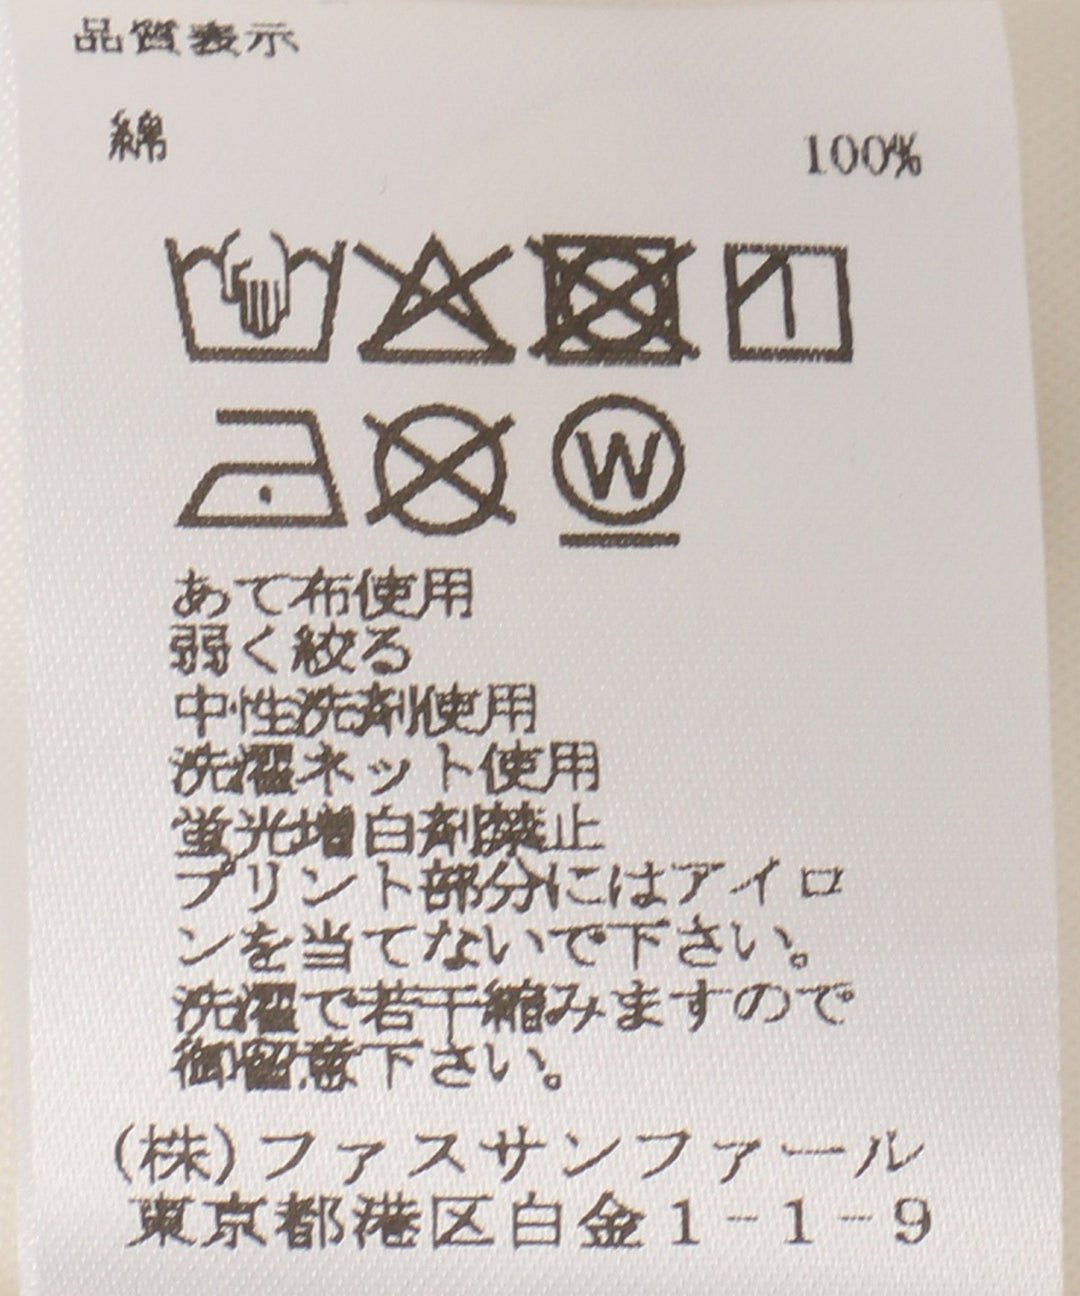 品質表示
綿 100%
W
あて布使用
弱く絞る
中性洗剤使用
洗濯ネット使用
蛍光増白剤禁止
プリント部分にはアイロ
ンを当てないで下さい。
洗濯で若干縮みますので
御留意下さい。
(株)ファスサンファール
東京都港区白金1-1-9